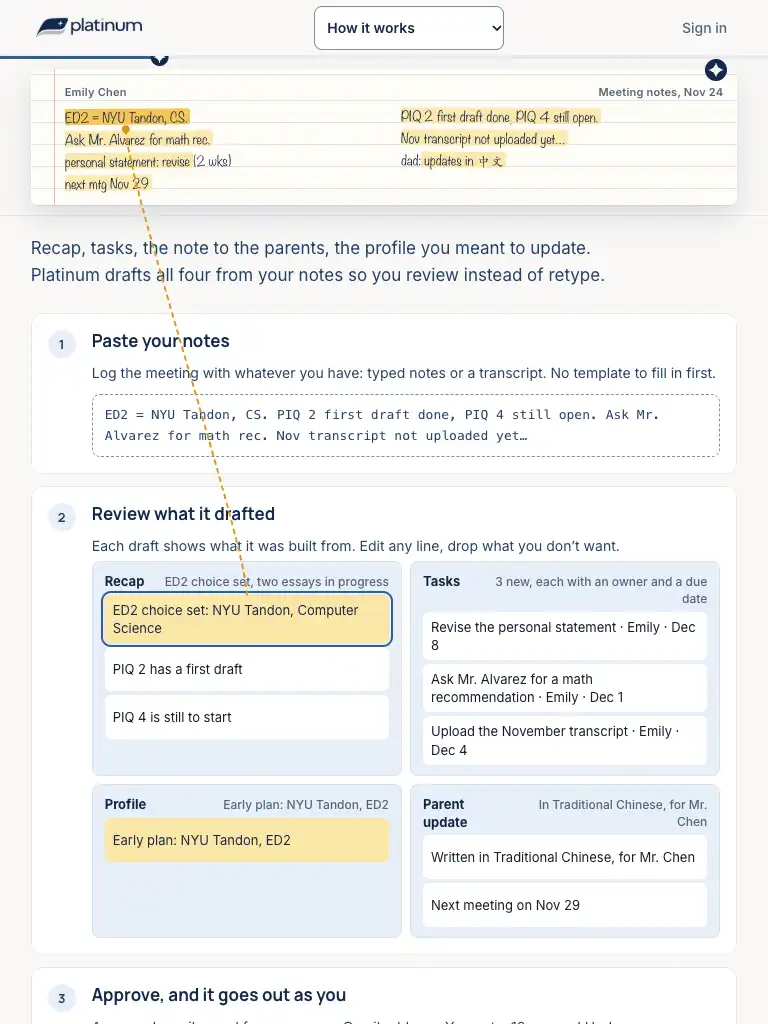 platinum
How it works
Sign in
Emily Chen
Meeting notes, Nov 24
ED2 = NYU Tandon, CS.
Ask Mr. Alvarez for math rec.
personal statement: revise (2 wks)
next mtg Nov 29
PIQ 2 first draft done, PIQ 4 still open.
Nov transcript not uploaded yet...
dad: updates in 中文
Recap, tasks, the note to the parents, the profile you meant to update.
Platinum drafts all four from your notes so you review instead of retype.
1
Paste your notes
Log the meeting with whatever you have: typed notes or a transcript. No template to fill in first.
ED2 = NYU Tandon, CS. PIQ 2 first draft done, PIQ 4 still open. Ask Mr.
Alvarez for math rec. Nov transcript not uploaded yet…
2
Review what it drafted
Each draft shows what it was built from. Edit any line, drop what you don’t want.
Recap
ED2 choice set, two essays in progress
ED2 choice set: NYU Tandon, Computer
Science
PIQ 2 has a first draft
PIQ 4 is still to start
Tasks
3 new, each with an owner and a due
date
Revise the personal statement · Emily · Dec
8
Ask Mr. Alvarez for a math
recommendation · Emily · Dec 1
Upload the November transcript · Emily ·
Dec 4
Profile
Early plan: NYU Tandon, ED2
Early plan: NYU Tandon, ED2
Parent
update
In Traditional Chinese, for Mr.
Chen
Written in Traditional Chinese, for Mr. Chen
Next meeting on Nov 29
3
Approve, and it goes out as you